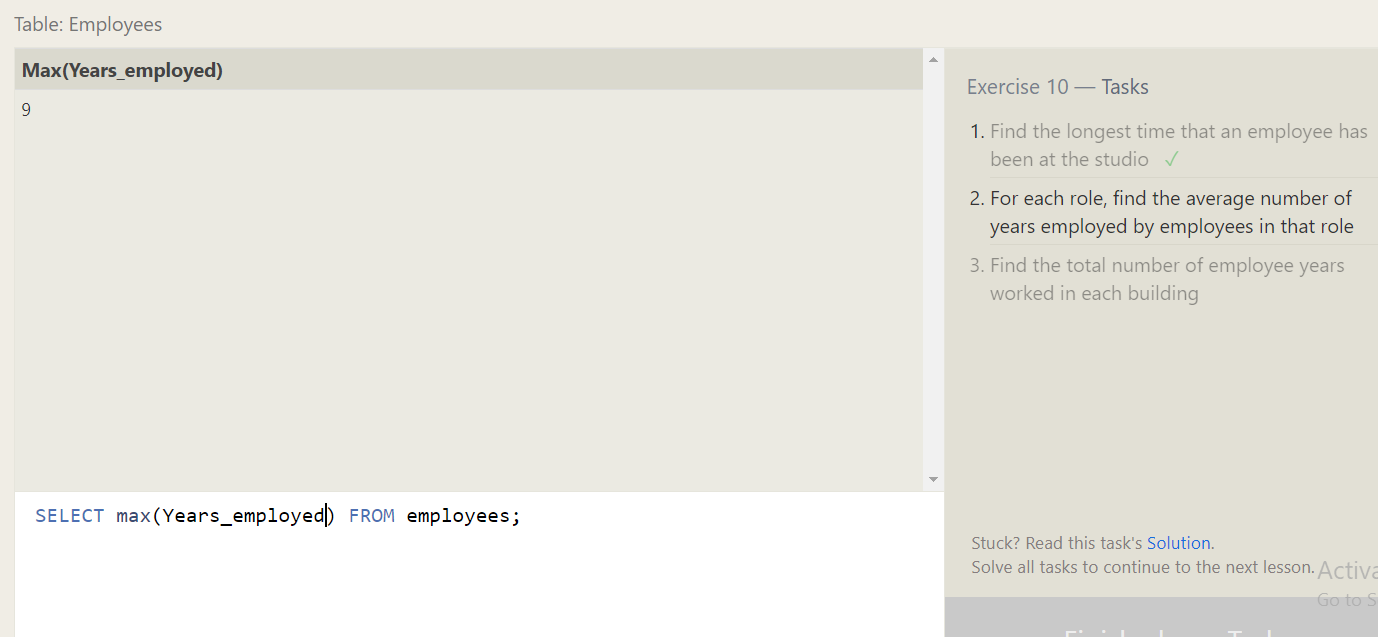 Table: Employees
Max(Years_employed)
9
SELECT max(Years_employed) FROM employees;
Exercise 10 — Tasks
1. Find the longest time that an employee has
been at the studio ✓
2. For each role, find the average number of
years employed by employees in that role
3. Find the total number of employee years
worked in each building
Stuck? Read this task's Solution.
Solve all tasks to continue to the next lesson.
Go to